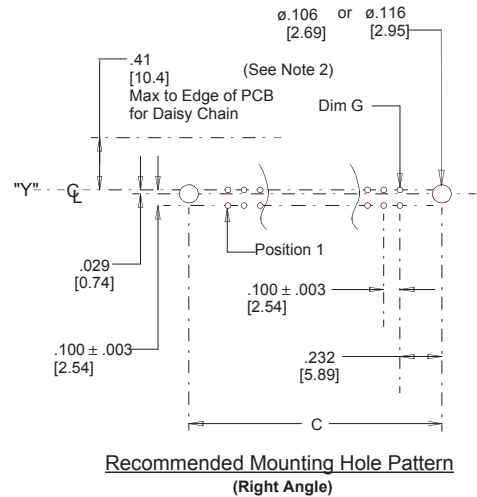 ø.106 or ø.116
[2.69] [2.95]
.41
[10.4]
Max to Edge of PCB
for Daisy Chain
(See Note 2)
Dim G
"Y" ℄
Position 1
.029
[0.74]
.100 ± .003
[2.54]
.100 ± .003
[2.54]
.232
[5.89]
C
Recommended Mounting Hole Pattern
(Right Angle)